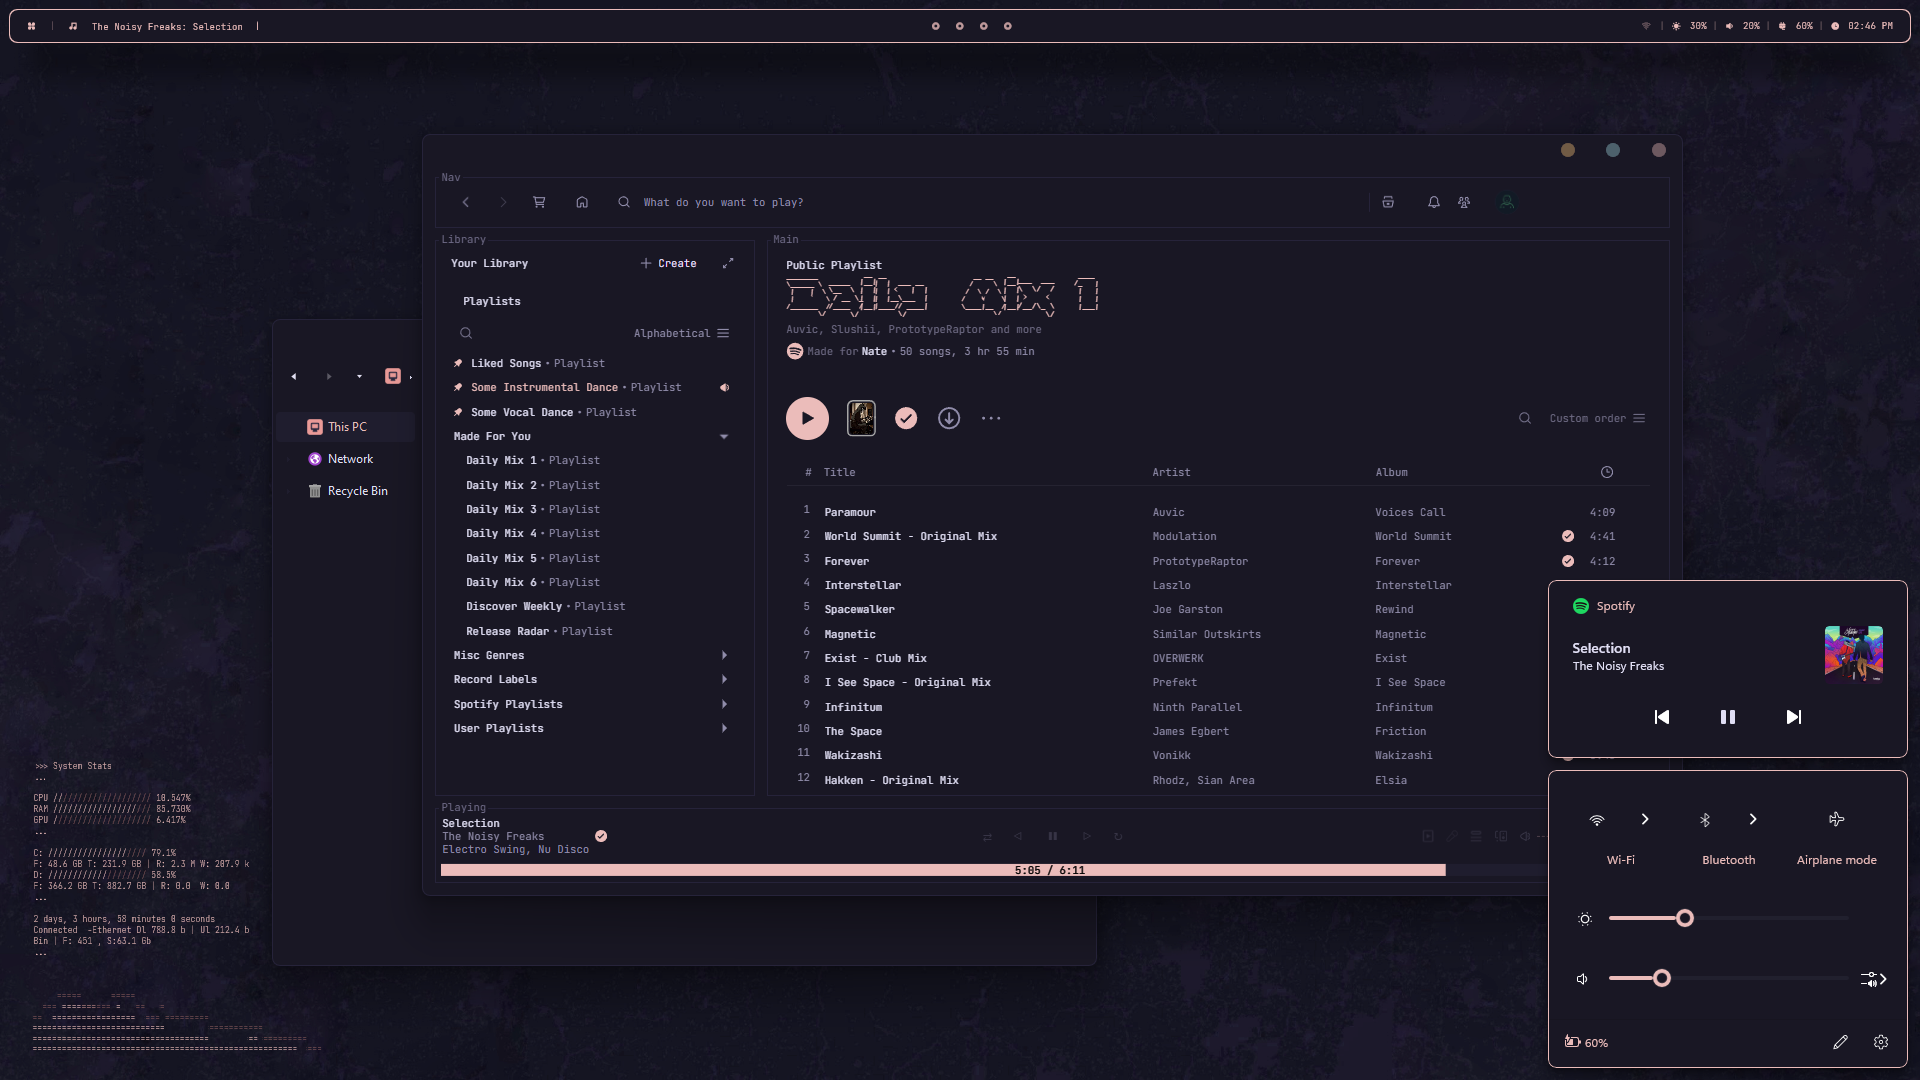 The Noisy Freaks: Selection
30% | 20% | 60% | 02:46 PM
Nav
What do you want to play?
Library
Your Library
Create
Playlists
Alphabetical
Liked Songs • Playlist
Some Instrumental Dance • Playlist
Some Vocal Dance • Playlist
Made For You
Daily Mix 1 • Playlist
Daily Mix 2 • Playlist
Daily Mix 3 • Playlist
Daily Mix 4 • Playlist
Daily Mix 5 • Playlist
Daily Mix 6 • Playlist
Discover Weekly • Playlist
Release Radar • Playlist
Misc Genres
Record Labels
Spotify Playlists
User Playlists
Main
Public Playlist
Daily Mix 1
Auvic, Slushii, PrototypeRaptor and more
Made for Nate • 50 songs, 3 hr 55 min
Custom order
# Title Artist Album
1 Paramour Auvic Voices Call 4:09
2 World Summit - Original Mix Modulation World Summit 4:41
3 Forever PrototypeRaptor Forever 4:12
4 Interstellar Laszlo Interstellar
5 Spacewalker Joe Garston Rewind
6 Magnetic Similar Outskirts Magnetic
7 Exist - Club Mix OVERWERK Exist
8 I See Space - Original Mix Prefekt I See Space
9 Infinitum Ninth Parallel Infinitum
10 The Space James Egbert Friction
11 Wakizashi Vonikk Wakizashi
12 Hakken - Original Mix Rhodz, Sian Area Elsia
Playing
Selection
The Noisy Freaks
Electro Swing, Nu Disco
5:05 / 6:11
This PC
Network
Recycle Bin
Spotify
Selection
The Noisy Freaks
Wi-Fi
Bluetooth
Airplane mode
60%
>>> System Stats
...
CPU //////////////////// 10.547%
RAM //////////////////// 85.730%
GPU //////////////////// 6.417%
...
C: //////////////////// 79.1%
F: 48.6 GB T: 231.9 GB | R: 2.3 M W: 207.9 k
D: //////////////////// 58.5%
F: 366.2 GB T: 882.7 GB | R: 0.0 W: 0.0
...
2 days, 3 hours, 58 minutes 0 seconds
Connected -Ethernet Dl 788.8 b | Ul 212.4 b
Bin | F: 451 , S:63.1 Gb
...